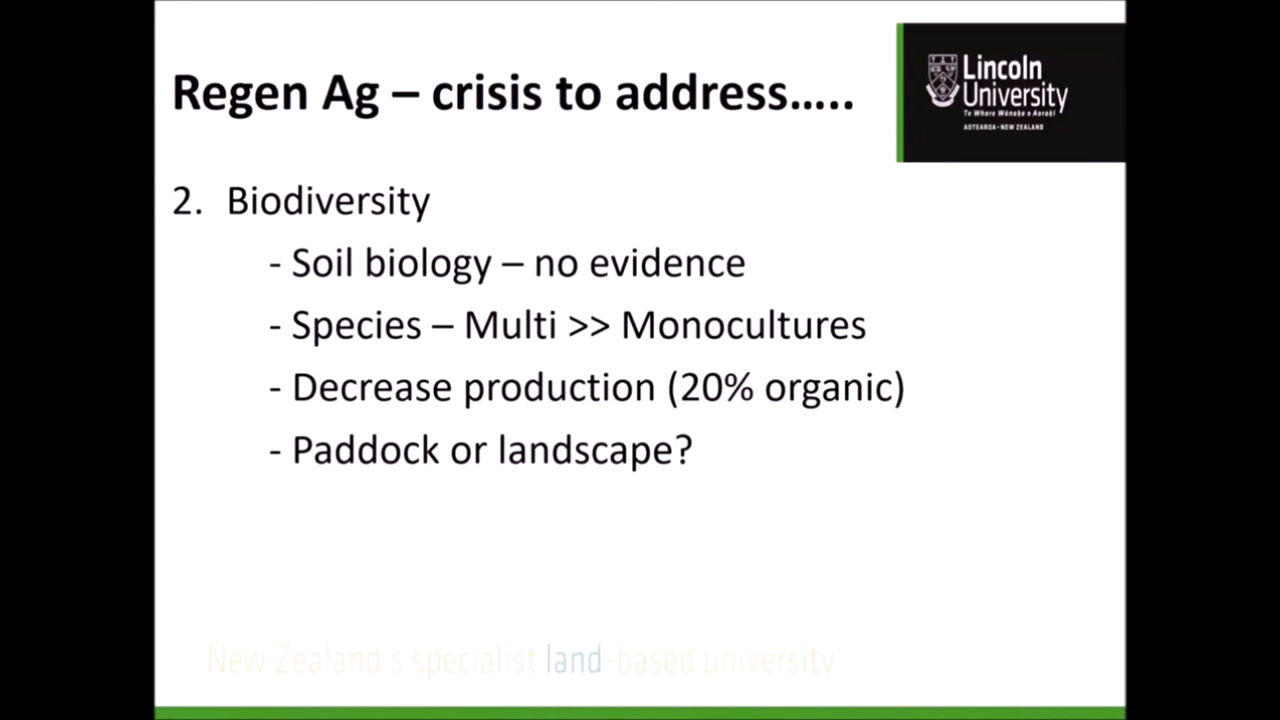 Regen Ag – crisis to address.....
Lincoln
University
Te Whare Wānaka o Aoraki
AOTEAROA • NEW ZEALAND
2. Biodiversity
- Soil biology – no evidence
- Species – Multi >> Monocultures
- Decrease production (20% organic)
- Paddock or landscape?
New Zealand's specialist land-based university